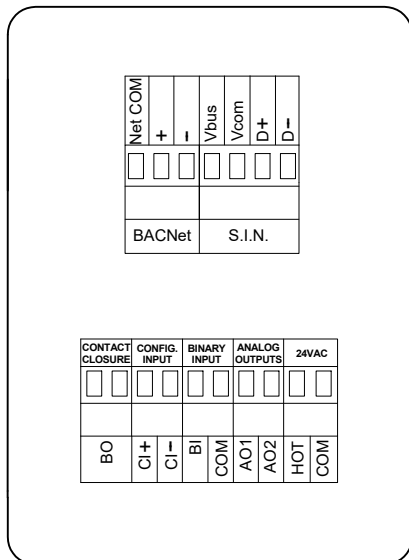 Net COM + - Vbus Vcom D+ D-
BACNet S.I.N.
CONTACT CLOSURE CONFIG. INPUT BINARY INPUT ANALOG OUTPUTS 24VAC
BO CI+ CI- BI COM AO1 AO2 HOT COM